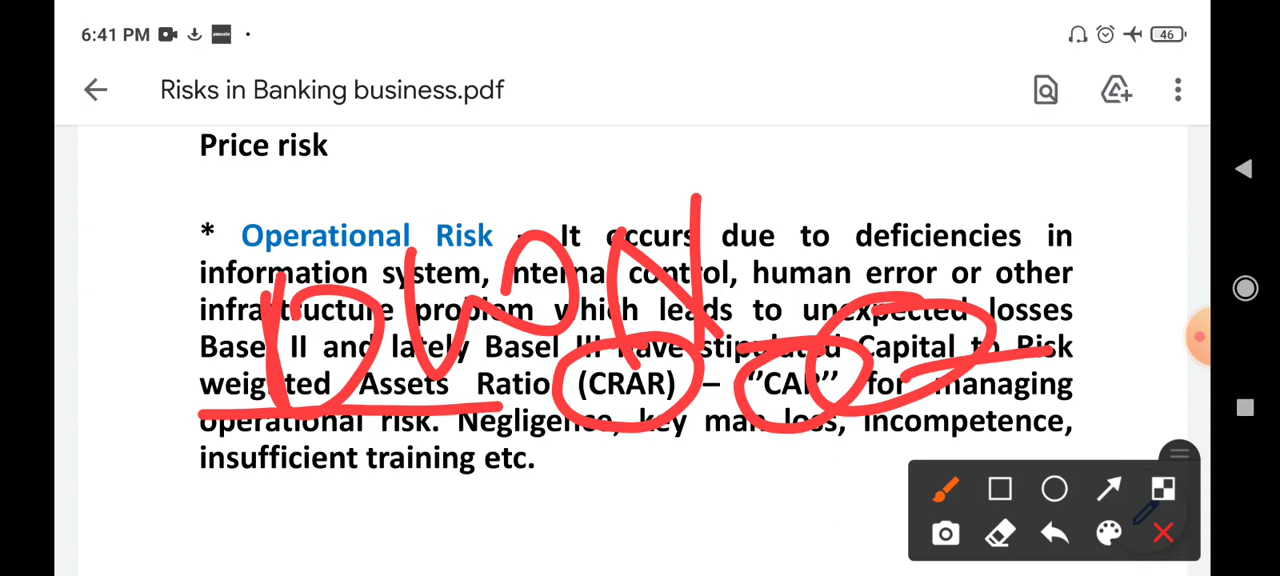 6:41 PM
46
Risks in Banking business.pdf
Price risk
* Operational Risk - It occurs due to deficiencies in
information system, internal control, human error or other
infrastructure problem which leads to unexpected losses
Basel II and lately Basel III have stipulated Capital to Risk
weighted Assets Ratio (CRAR) – ‘‘CAP’’ for managing
operational risk. Negligence, key man loss, incompetence,
insufficient training etc.